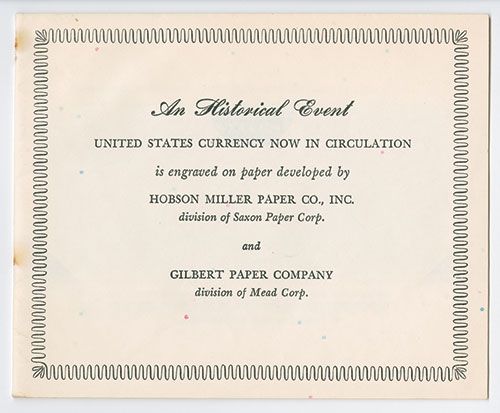 An Historical Event
UNITED STATES CURRENCY NOW IN CIRCULATION
is engraved on paper developed by
HOBSON MILLER PAPER CO., INC.
division of Saxon Paper Corp.
and
GILBERT PAPER COMPANY
division of Mead Corp.